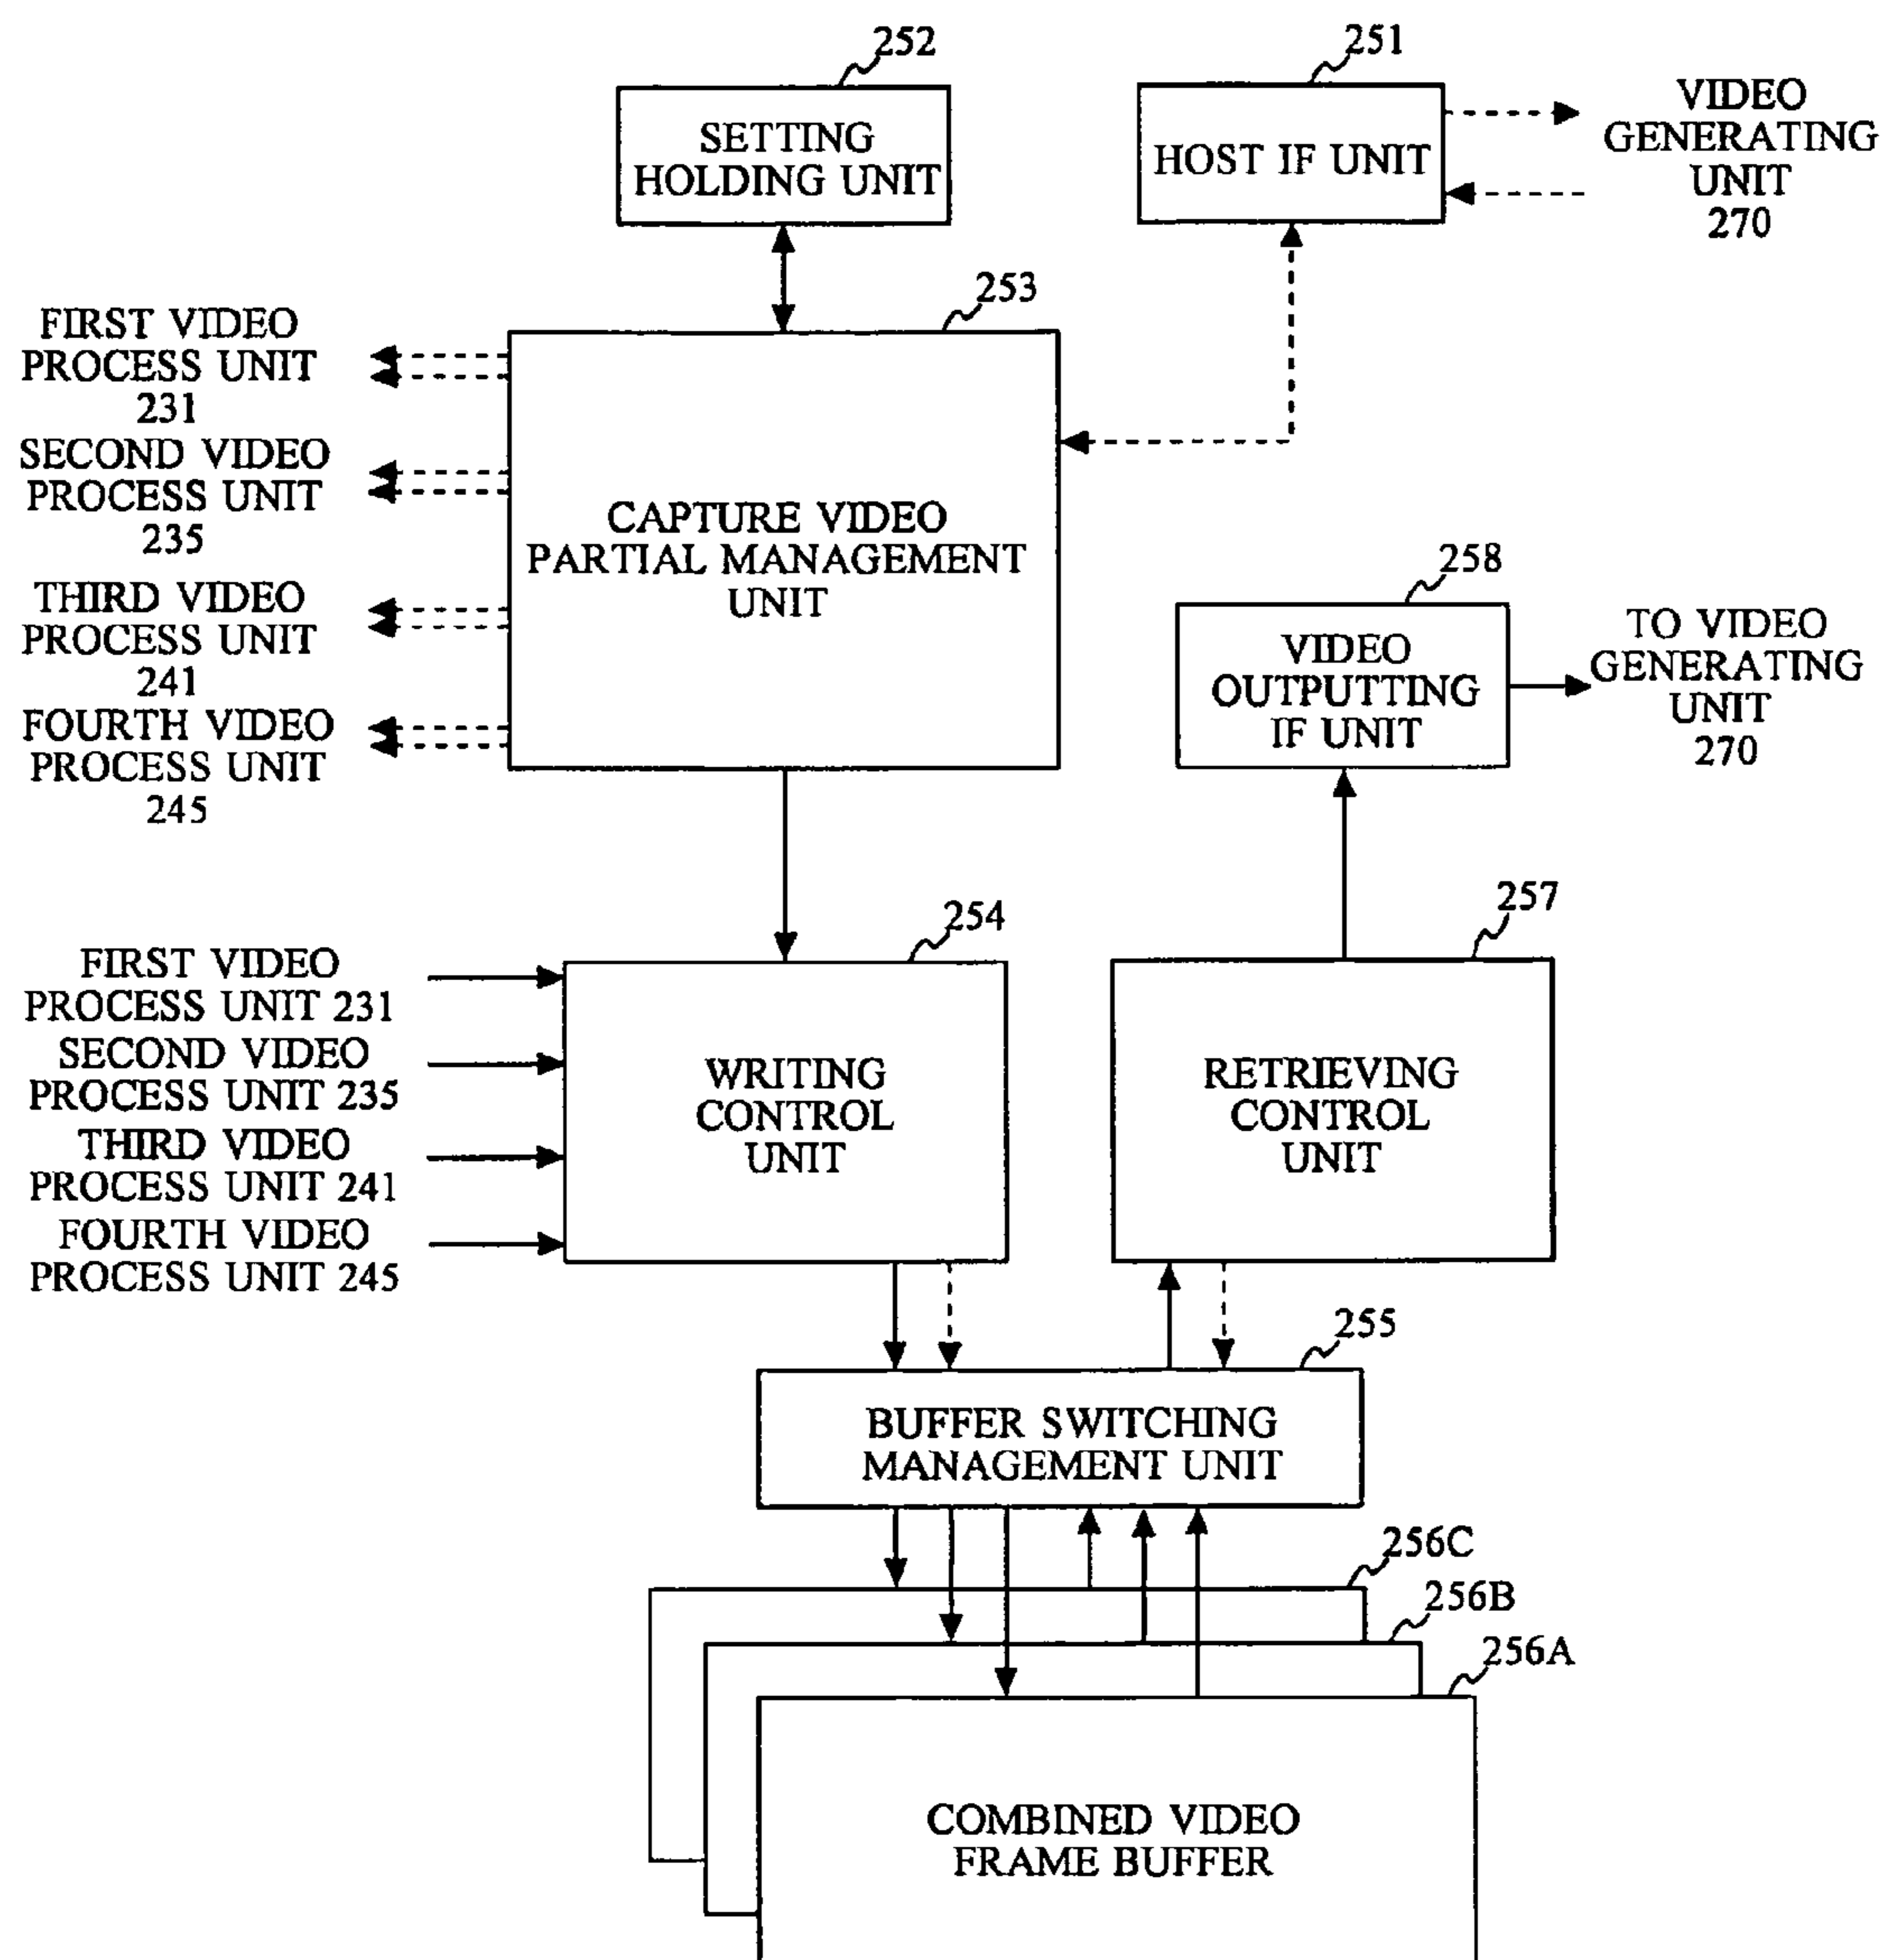 252
SETTING
HOLDING UNIT
251
HOST IF UNIT
VIDEO
GENERATING
UNIT
270
253
CAPTURE VIDEO
PARTIAL MANAGEMENT
UNIT
FIRST VIDEO
PROCESS UNIT
231
SECOND VIDEO
PROCESS UNIT
235
THIRD VIDEO
PROCESS UNIT
241
FOURTH VIDEO
PROCESS UNIT
245
258
VIDEO
OUTPUTTING
IF UNIT
TO VIDEO
GENERATING
UNIT
270
254
FIRST VIDEO
PROCESS UNIT 231
SECOND VIDEO
PROCESS UNIT 235
THIRD VIDEO
PROCESS UNIT 241
FOURTH VIDEO
PROCESS UNIT 245
WRITING
CONTROL
UNIT
257
RETRIEVING
CONTROL
UNIT
255
BUFFER SWITCHING
MANAGEMENT UNIT
256C
256B
256A
COMBINED VIDEO
FRAME BUFFER